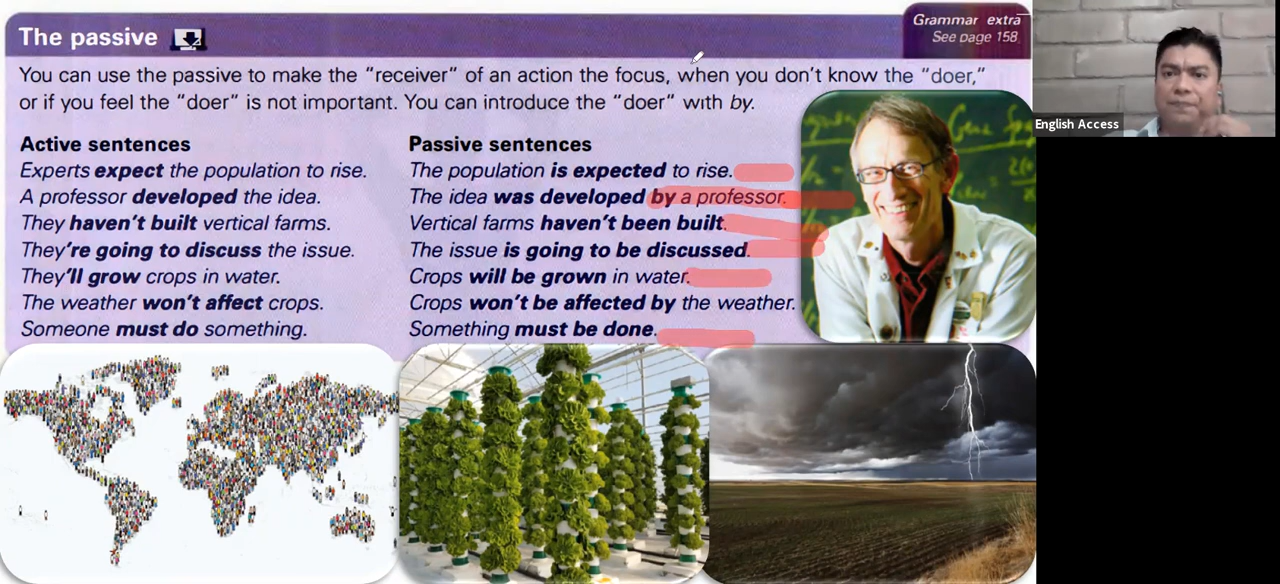 The passive
Grammar extra
See page 158
You can use the passive to make the “receiver” of an action the focus, when you don’t know the “doer,”
or if you feel the “doer” is not important. You can introduce the “doer” with by.
Active sentences
Experts expect the population to rise.
A professor developed the idea.
They haven’t built vertical farms.
They’re going to discuss the issue.
They’ll grow crops in water.
The weather won’t affect crops.
Someone must do something.
Passive sentences
The population is expected to rise.
The idea was developed by a professor.
Vertical farms haven’t been built.
The issue is going to be discussed.
Crops will be grown in water.
Crops won’t be affected by the weather.
Something must be done.
English Access